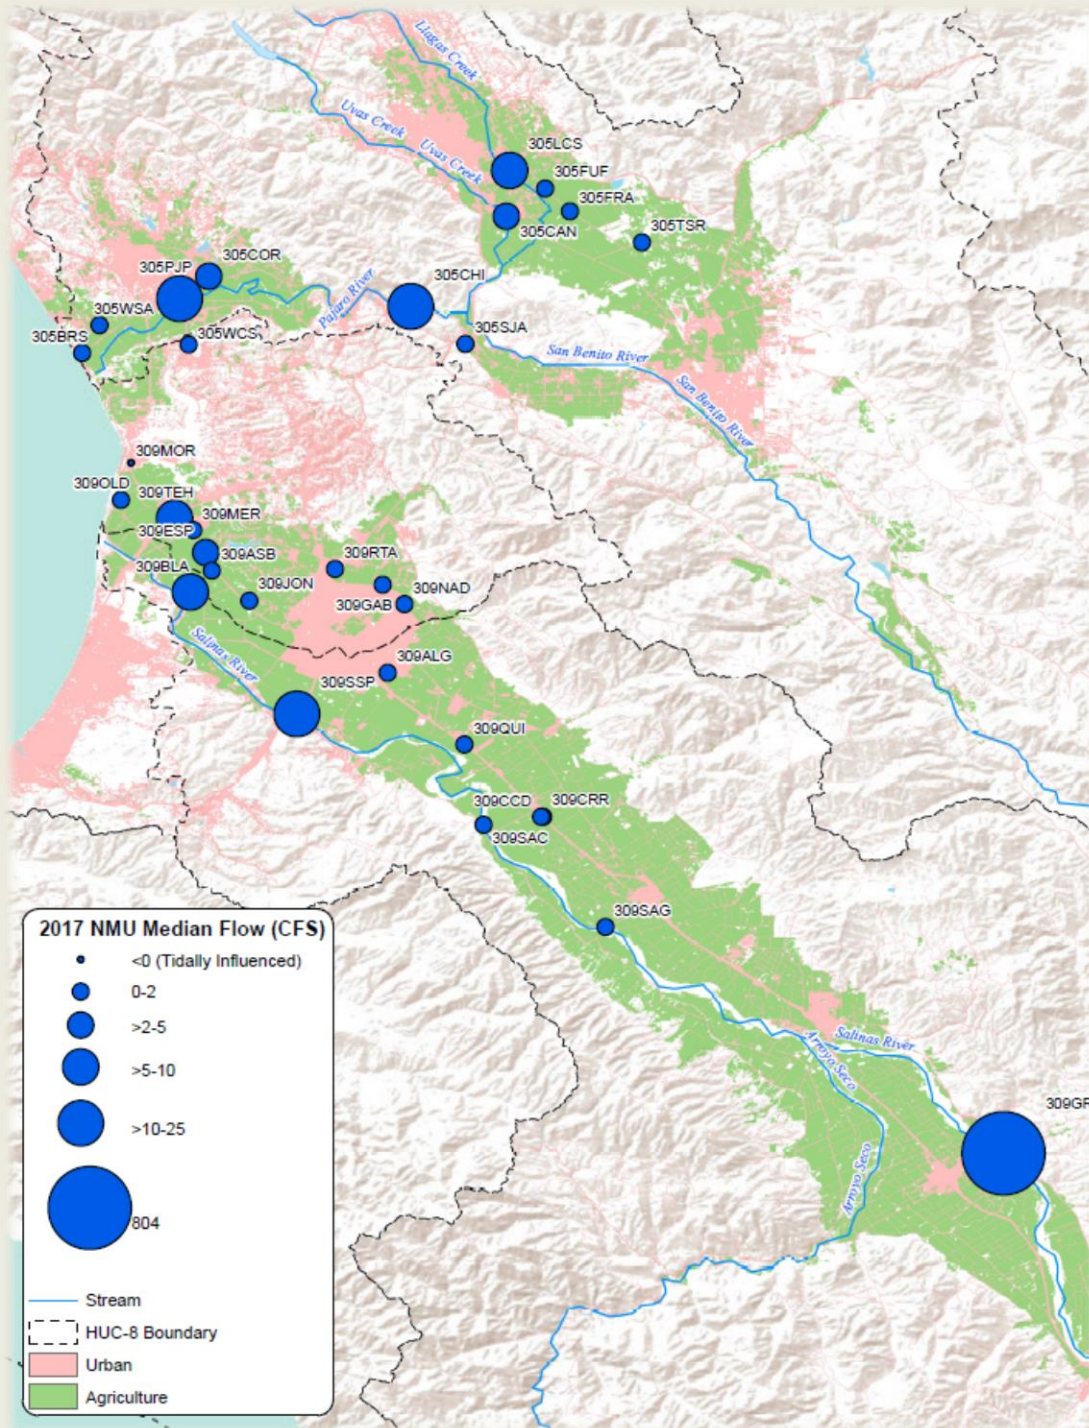 Llagas Creek
Uvas Creek
Uvas Creek
305LCS
305FUF
305FRA
305CAN
305TSR
305COR
305PJP
305CHI
Pajaro River
305WSA
305WCS
305BRS
305SJA
San Benito River
San Benito River
309MOR
309OLD
309TEH
309MER
309ESP
309ASB
309BLA
309RTA
309JON
309GAB
309NAD
Salinas River
309ALG
309SSP
309QUI
309CCD
309CRR
309SAC
309SAG
Salinas River
Arroyo Seco
309GR
Arroyo Seco
2017 NMU Median Flow (CFS)
<0 (Tidally Influenced)
0-2
>2-5
>5-10
>10-25
804
Stream
HUC-8 Boundary
Urban
Agriculture